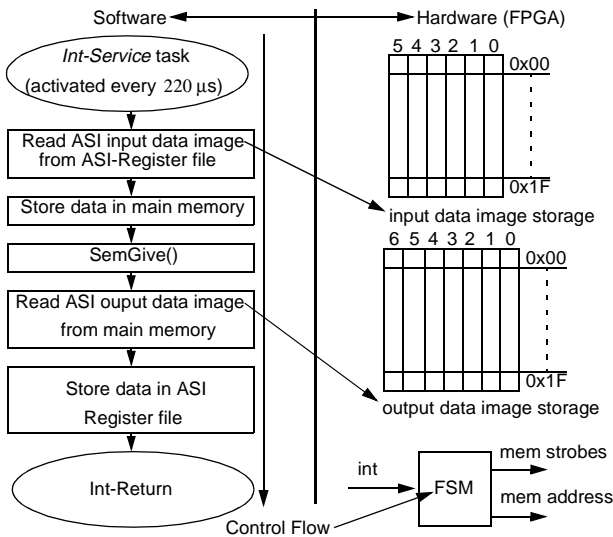 Software
Hardware (FPGA)
Int-Service task
(activated every 220 μs)
Read ASI input data image
from ASI-Register file
Store data in main memory
SemGive()
Read ASI ouput data image
from main memory
Store data in ASI
Register file
Int-Return
Control Flow
5 4 3 2 1 0
0x00
0x1F
input data image storage
6 5 4 3 2 1 0
0x00
0x1F
output data image storage
int
FSM
mem strobes
mem address